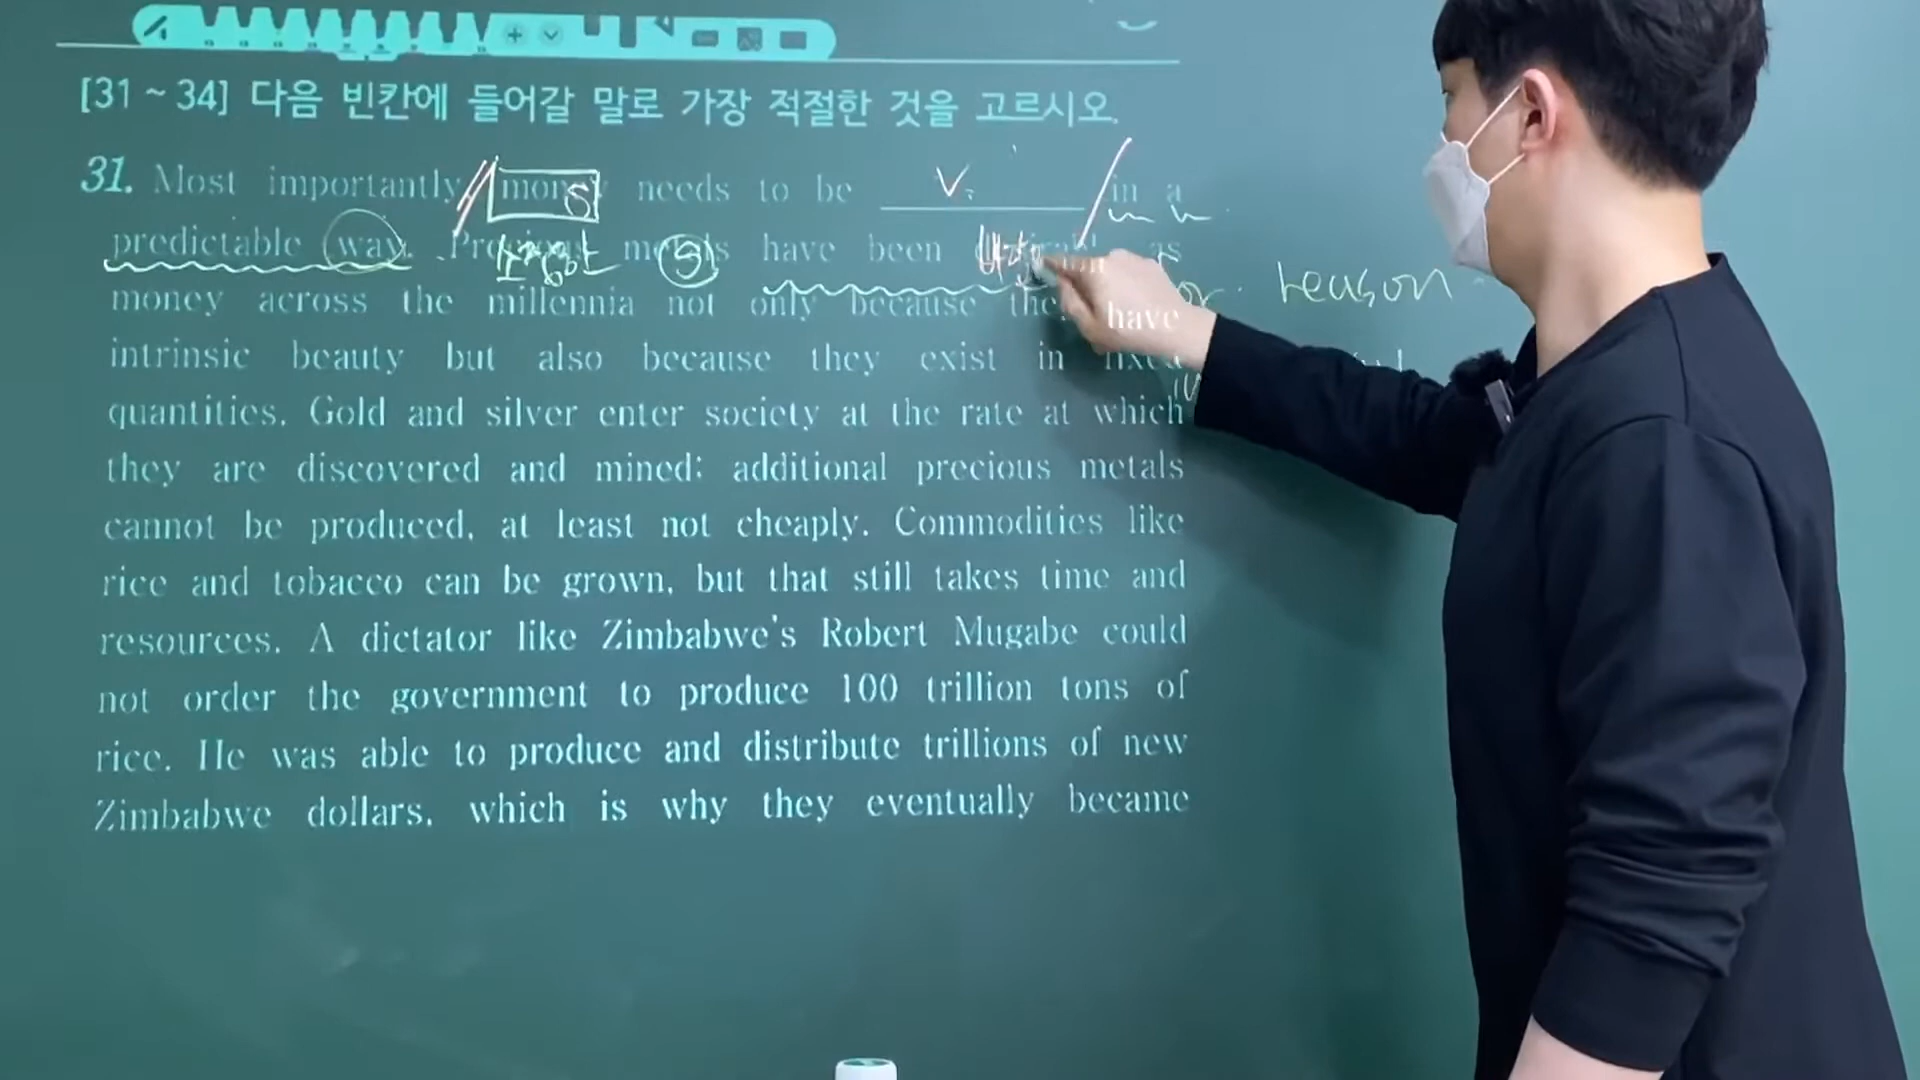 [31 ~ 34] 다음 빈칸에 들어갈 말로 가장 적절한 것을 고르시오.
31. Most importantly, money needs to be V in a
predictable way. Precious metals have been as
money across the millennia not only because they have
intrinsic beauty but also because they exist in fixed
quantities. Gold and silver enter society at the rate at which
they are discovered and mined; additional precious metals
cannot be produced, at least not cheaply. Commodities like
rice and tobacco can be grown, but that still takes time and
resources. A dictator like Zimbabwe's Robert Mugabe could
not order the government to produce 100 trillion tons of
rice. He was able to produce and distribute trillions of new
Zimbabwe dollars, which is why they eventually became
S
S
or reason